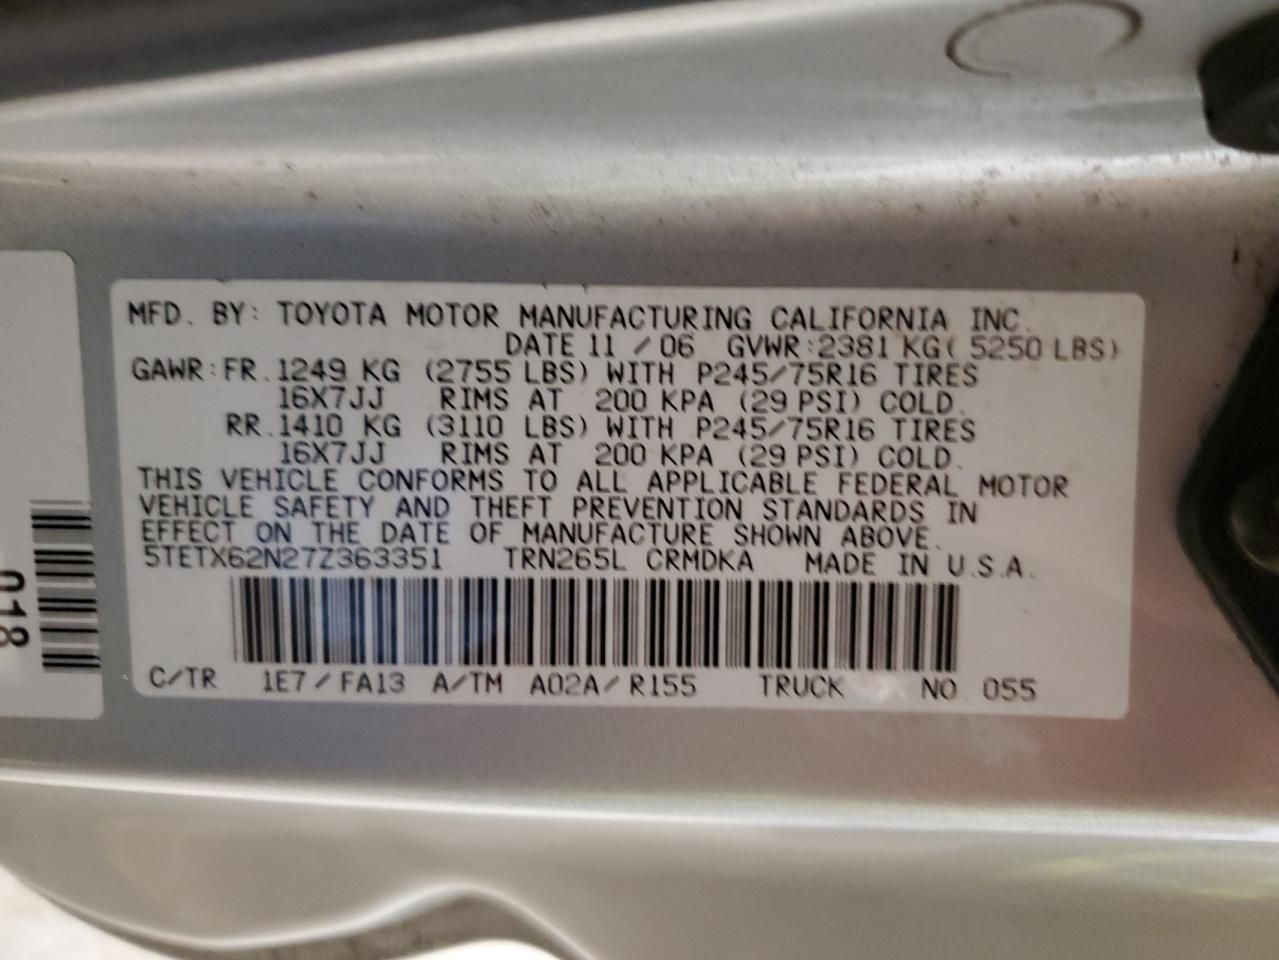 MFD. BY: TOYOTA MOTOR MANUFACTURING CALIFORNIA INC.
DATE 11 / 06 GVWR:2381 KG( 5250 LBS)
GAWR:FR.1249 KG (2755 LBS) WITH P245/75R16 TIRES
16X7JJ RIMS AT 200 KPA (29 PSI) COLD.
RR.1410 KG (3110 LBS) WITH P245/75R16 TIRES
16X7JJ RIMS AT 200 KPA (29 PSI) COLD.
THIS VEHICLE CONFORMS TO ALL APPLICABLE FEDERAL MOTOR
VEHICLE SAFETY AND THEFT PREVENTION STANDARDS IN
EFFECT ON THE DATE OF MANUFACTURE SHOWN ABOVE.
5TETX62N27Z363351 TRN265L CRMDKA MADE IN U.S.A.
C/TR 1E7/FA13 A/TM A02A/R155 TRUCK NO. 055
018